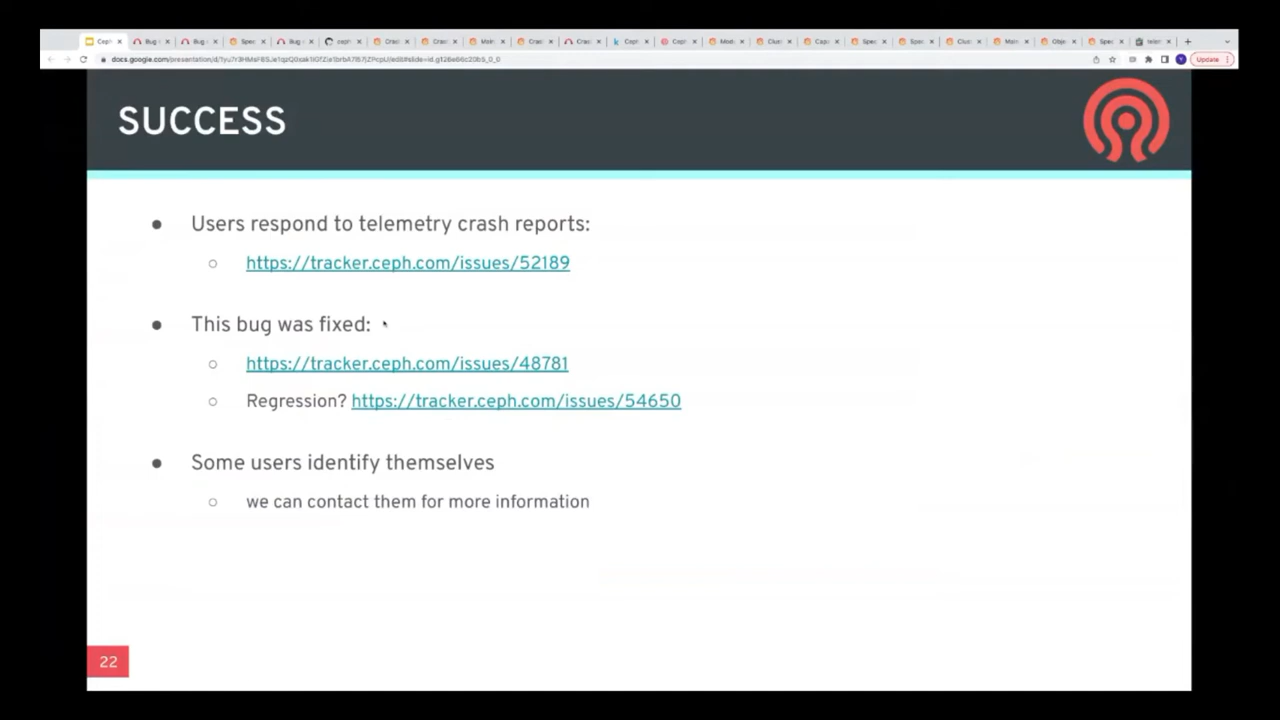 SUCCESS
● Users respond to telemetry crash reports:
○ https://tracker.ceph.com/issues/52189
● This bug was fixed:
○ https://tracker.ceph.com/issues/48781
○ Regression? https://tracker.ceph.com/issues/54650
● Some users identify themselves
○ we can contact them for more information
22
Update